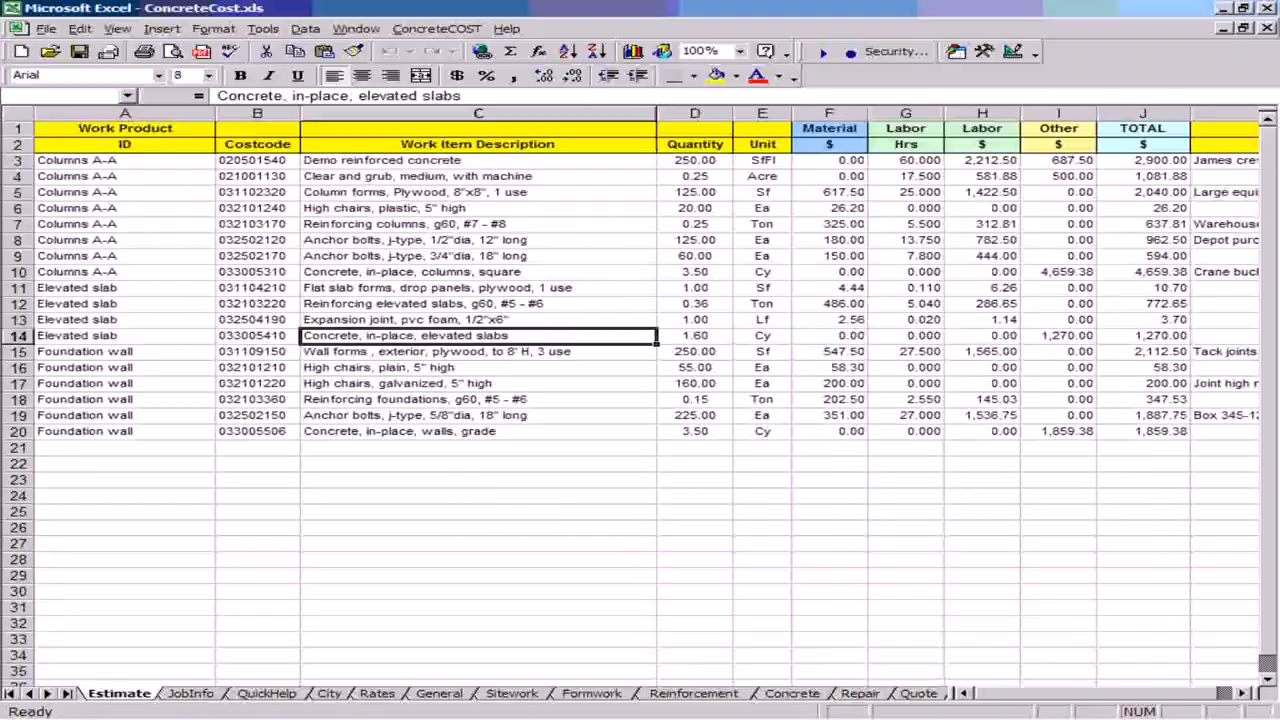 Microsoft Excel - ConcreteCost.xls
File Edit View Insert Format Tools Data Window ConcreteCOST Help
100% Security...
Arial 8 B I U $ % ,
= Concrete, in-place, elevated slabs
A B C D E F G H I J
1 Work Product Material Labor Labor Other TOTAL
2 ID Costcode Work Item Description Quantity Unit $ Hrs $ $ $
3 Columns A-A 020501540 Demo reinforced concrete 250.00 SfFl 0.00 60.000 2,212.50 687.50 2,900.00 James cre
4 Columns A-A 021001130 Clear and grub, medium, with machine 0.25 Acre 0.00 17.500 581.88 500.00 1,081.88
5 Columns A-A 031102320 Column forms, Plywood, 8"x8", 1 use 125.00 Sf 617.50 25.000 1,422.50 0.00 2,040.00 Large equi
6 Columns A-A 032101240 High chairs, plastic, 5" high 20.00 Ea 26.20 0.000 0.00 0.00 26.20
7 Columns A-A 032103170 Reinforcing columns, g60, #7 - #8 0.25 Ton 325.00 5.000 312.81 0.00 637.81 Warehouse
8 Columns A-A 032502120 Anchor bolts, j-type, 1/2"dia, 12" long 125.00 Ea 180.00 13.750 782.50 0.00 962.50 Depot purc
9 Columns A-A 032502170 Anchor bolts, j-type, 3/4"dia, 18" long 60.00 Ea 150.00 7.800 444.00 0.00 594.00
10 Columns A-A 033005310 Concrete, in-place, columns, square 3.50 Cy 0.00 0.000 0.00 4,659.38 4,659.38 Crane buc
11 Elevated slab 031104210 Flat slab forms, drop panels, plywood, 1 use 1.00 Sf 4.44 0.110 6.26 0.00 10.70
12 Elevated slab 032103220 Reinforcing elevated slabs, g60, #5 - #6 0.36 Ton 486.00 5.040 286.65 0.00 772.65
13 Elevated slab 032504190 Expansion joint, pvc foam, 1/2"x6" 1.00 Lf 2.56 0.020 1.14 0.00 3.70
14 Elevated slab 033005410 Concrete, in-place, elevated slabs 1.60 Cy 0.00 0.000 0.00 1,270.00 1,270.00
15 Foundation wall 031109150 Wall forms , exterior, plywood, to 8' H, 3 use 250.00 Sf 547.50 27.500 1,565.00 0.00 2,112.50 Tack joints
16 Foundation wall 032101210 High chairs, plain, 5" high 55.00 Ea 58.30 0.000 0.00 0.00 58.30
17 Foundation wall 032101220 High chairs, galvanized, 5" high 160.00 Ea 200.00 0.000 0.00 0.00 200.00 Joint high r
18 Foundation wall 032103360 Reinforcing foundations, g60, #5 - #6 0.15 Ton 202.50 2.550 145.03 0.00 347.53
19 Foundation wall 032502150 Anchor bolts, j-type, 5/8"dia, 18" long 225.00 Ea 351.00 27.000 1,536.75 0.00 1,887.75 Box 345-12
20 Foundation wall 033005506 Concrete, in-place, walls, grade 3.50 Cy 0.00 0.000 0.00 1,859.38 1,859.38
21
22
23
24
25
26
27
28
29
30
31
32
33
34
35
Estimate JobInfo QuickHelp City Rates General Sitework Formwork Reinforcement Concrete Repair Quote
Ready NUM